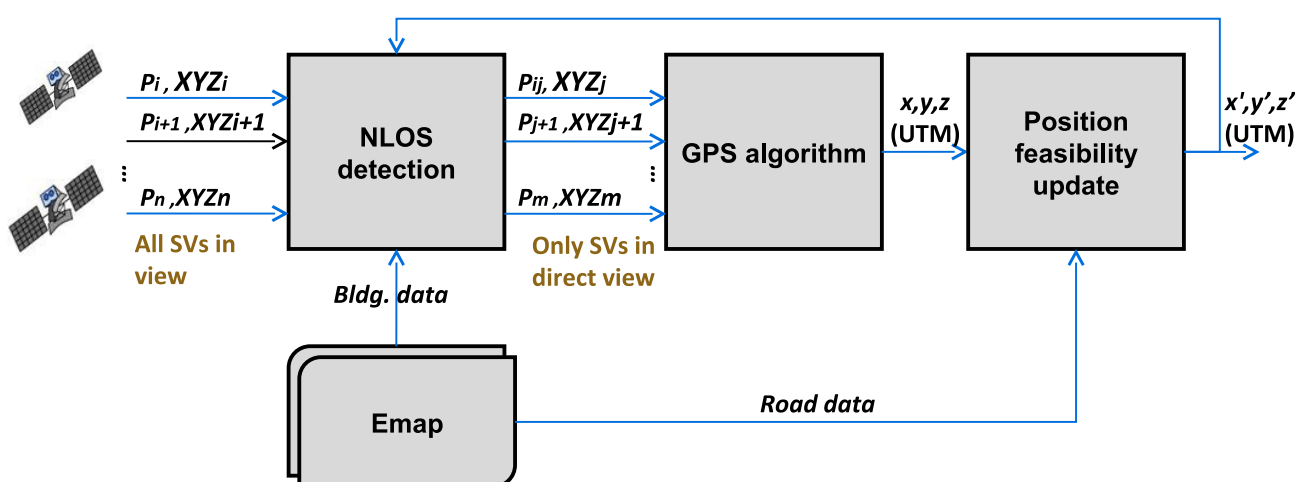 Pi , XYZi
Pi+1 ,XYZi+1
...
Pn ,XYZn
All SVs in
view
NLOS
detection
Pij, XYZj
Pj+1 ,XYZj+1
...
Pm ,XYZm
Only SVs in
direct view
GPS algorithm
x,y,z
(UTM)
Position
feasibility
update
x',y’,z’
(UTM)
Bldg. data
Emap
Road data